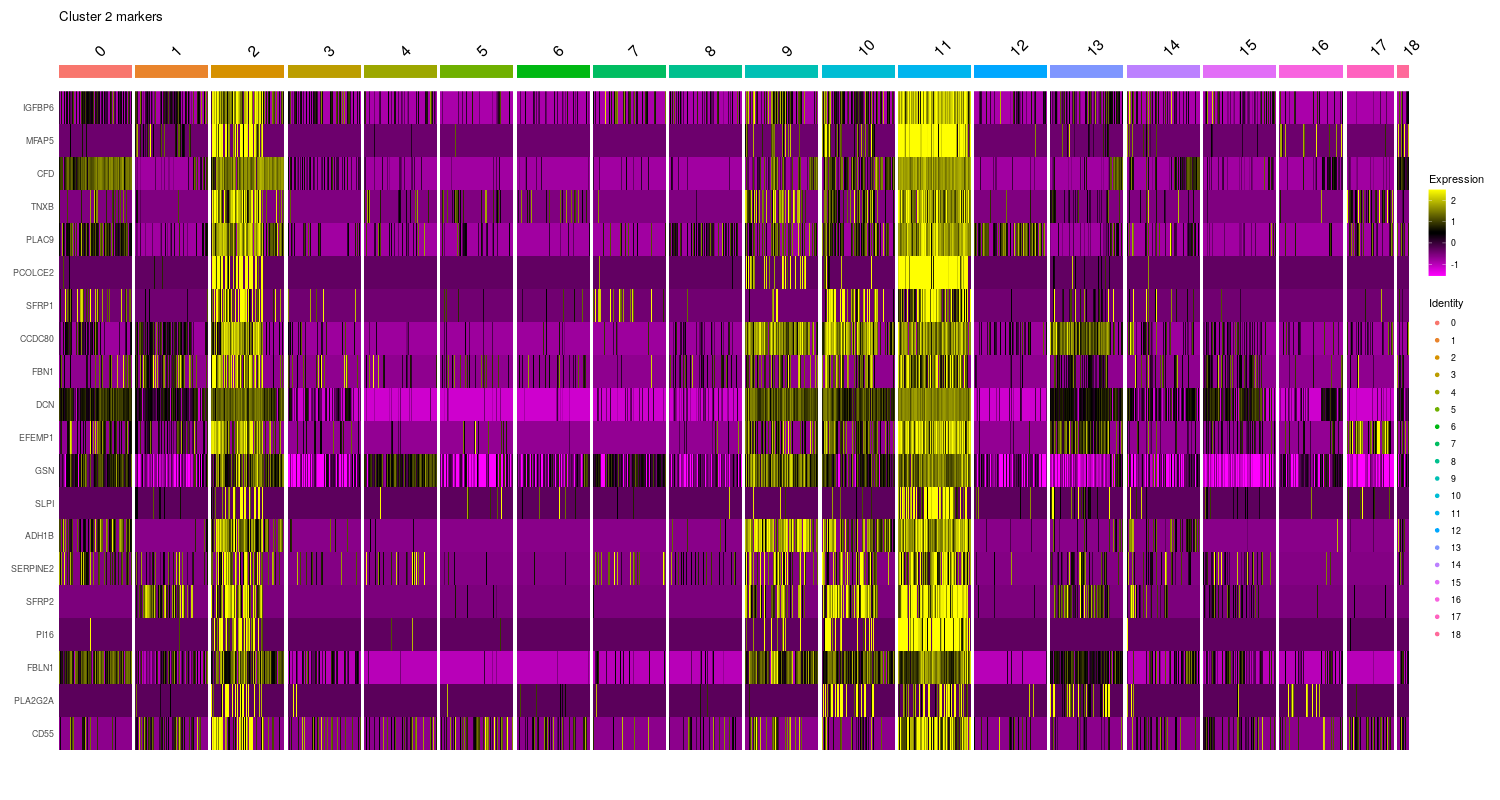 Cluster 2 markers
0 1 2 3 4 5 6 7 8 9 10 11 12 13 14 15 16 17 18
IGFBP6
MFAP5
CFD
TNXB
PLAC9
PCOLCE2
SFRP1
CCDC80
FBN1
DCN
EFEMP1
GSN
SLPI
ADH1B
SERPINE2
SFRP2
PI16
FBLN1
PLA2G2A
CD55
Expression
2
1
0
-1
Identity
0
1
2
3
4
5
6
7
8
9
10
11
12
13
14
15
16
17
18